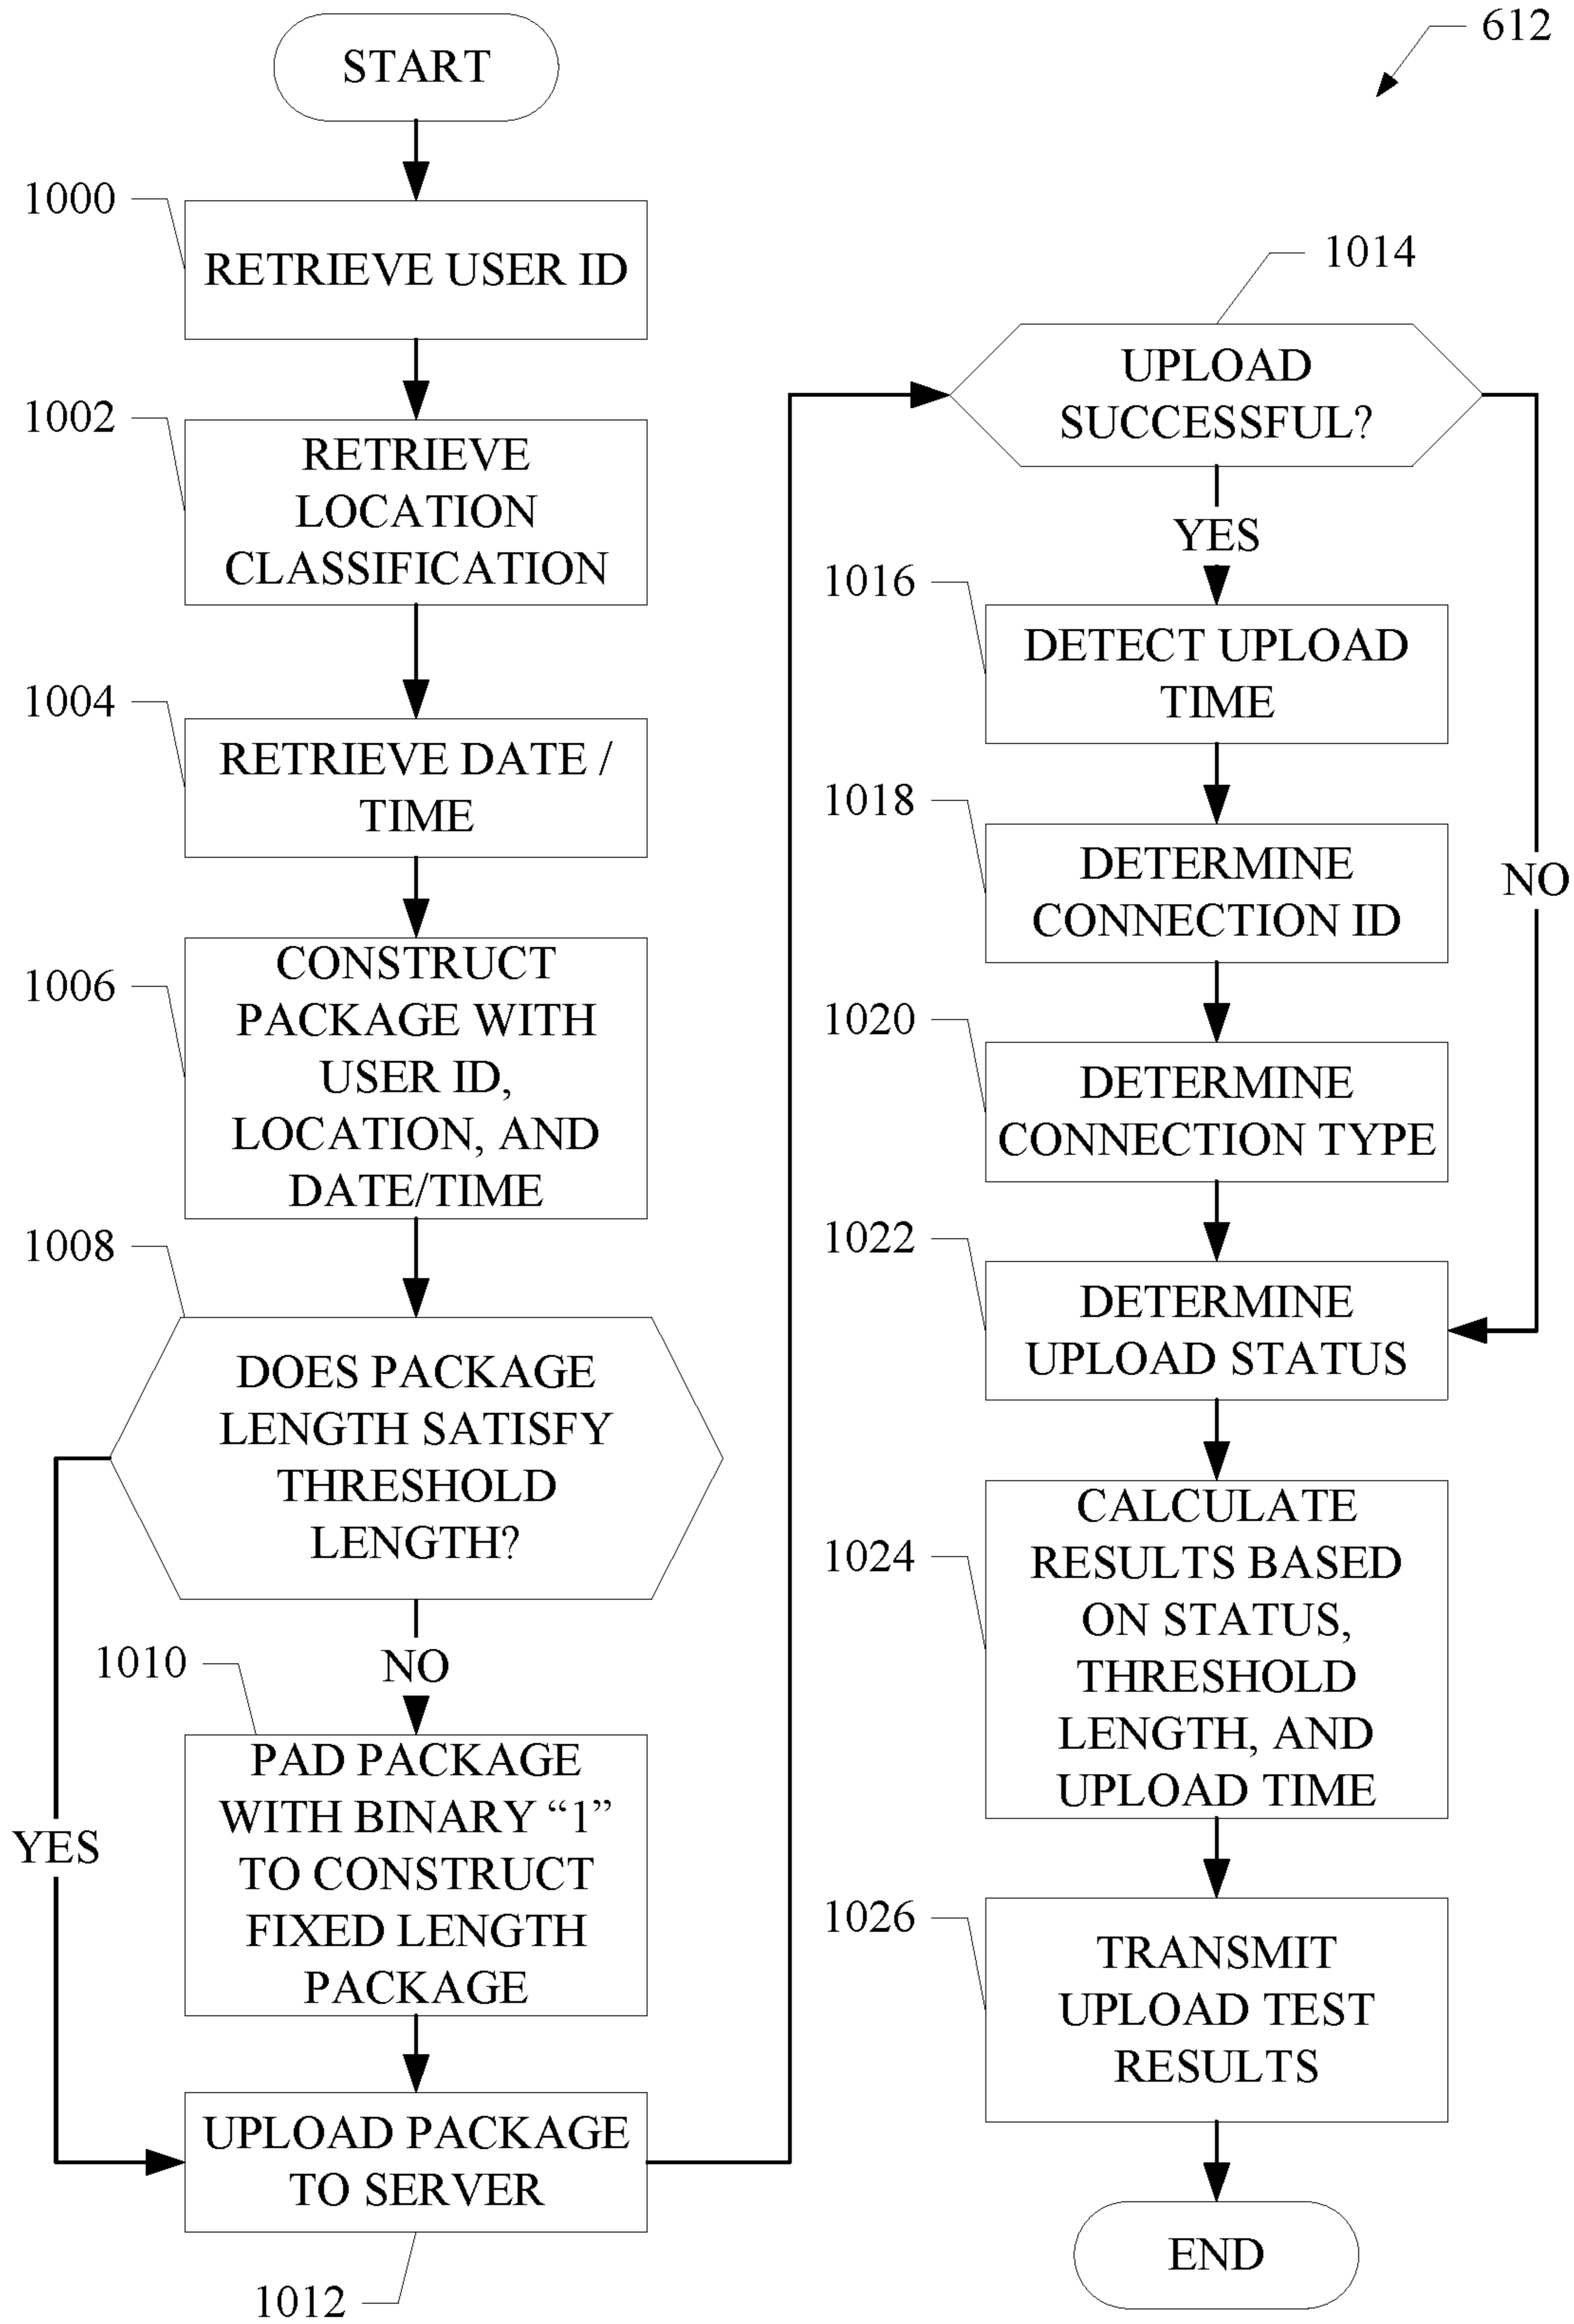 START
1000
RETRIEVE USER ID
1002
RETRIEVE
LOCATION
CLASSIFICATION
1004
RETRIEVE DATE /
TIME
1006
CONSTRUCT
PACKAGE WITH
USER ID,
LOCATION, AND
DATE/TIME
1008
DOES PACKAGE
LENGTH SATISFY
THRESHOLD
LENGTH?
NO
YES
1010
PAD PACKAGE
WITH BINARY “1”
TO CONSTRUCT
FIXED LENGTH
PACKAGE
UPLOAD PACKAGE
TO SERVER
1012
612
1014
UPLOAD
SUCCESSFUL?
YES
NO
1016
DETECT UPLOAD
TIME
1018
DETERMINE
CONNECTION ID
1020
DETERMINE
CONNECTION TYPE
1022
DETERMINE
UPLOAD STATUS
1024
CALCULATE
RESULTS BASED
ON STATUS,
THRESHOLD
LENGTH, AND
UPLOAD TIME
1026
TRANSMIT
UPLOAD TEST
RESULTS
END